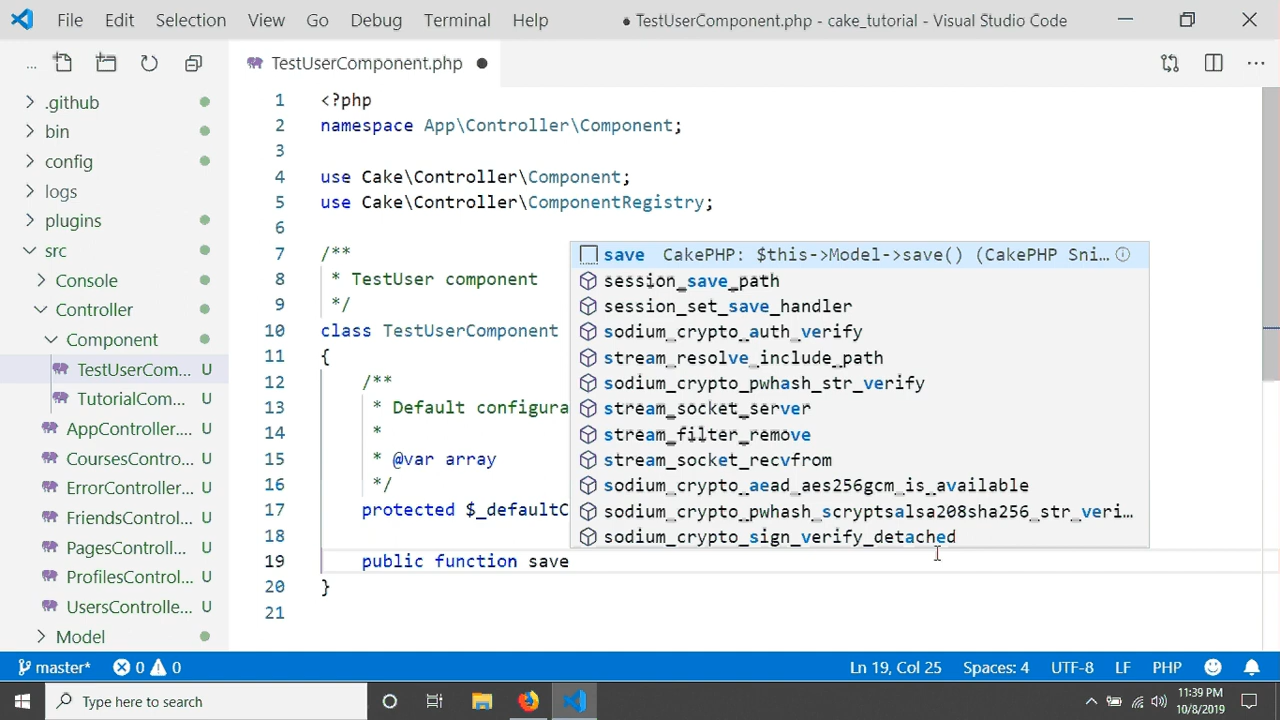 File Edit Selection View Go Debug Terminal Help ● TestUserComponent.php - cake_tutorial - Visual Studio Code
... TestUserComponent.php ● ...
.github
bin
config
logs
plugins
src
Console
Controller
Component
TestUserCom... U
TutorialCom... U
AppController.... U
CoursesContro... U
ErrorController... U
FriendsControl... U
PagesControll... U
ProfilesControl... U
UsersControlle... U
Model
1 <?php
2 namespace App\Controller\Component;
3
4 use Cake\Controller\Component;
5 use Cake\Controller\ComponentRegistry;
6
7 /**
8 * TestUser component
9 */
10 class TestUserComponent
11 {
12 /**
13 * Default configura
14 *
15 * @var array
16 */
17 protected $_defaultC
18
19 public function save
20 }
21
save CakePHP: $this->Model->save() (CakePHP Sni...
session_save_path
session_set_save_handler
sodium_crypto_auth_verify
stream_resolve_include_path
sodium_crypto_pwhash_str_verify
stream_socket_server
stream_filter_remove
stream_socket_recvfrom
sodium_crypto_aead_aes256gcm_is_available
sodium_crypto_pwhash_scryptsalsa208sha256_str_veri...
sodium_crypto_sign_verify_detached
master* 0 0 Ln 19, Col 25 Spaces: 4 UTF-8 LF PHP
Type here to search
11:39 PM
10/8/2019